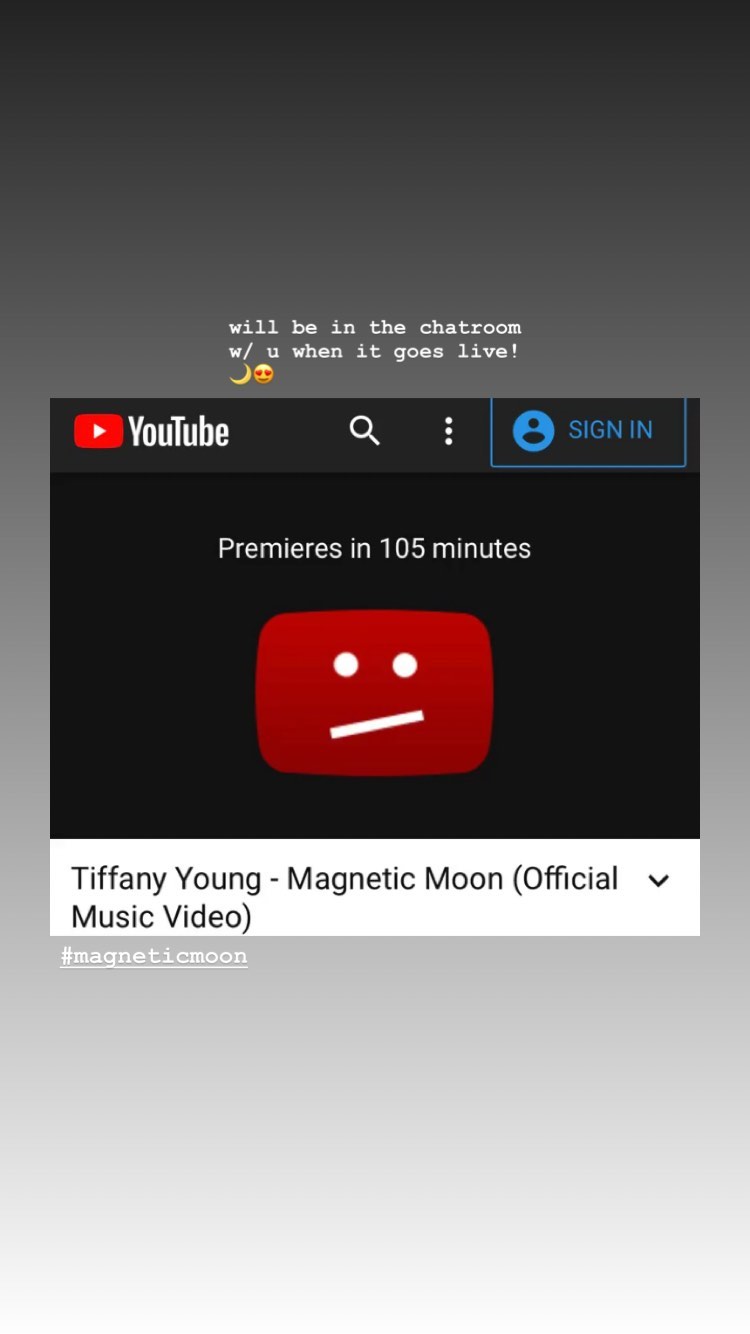 will be in the chatroom
w/ u when it goes live!
🌙😍
YouTube
SIGN IN
Premieres in 105 minutes
Tiffany Young - Magnetic Moon (Official
Music Video)
#magneticmoon